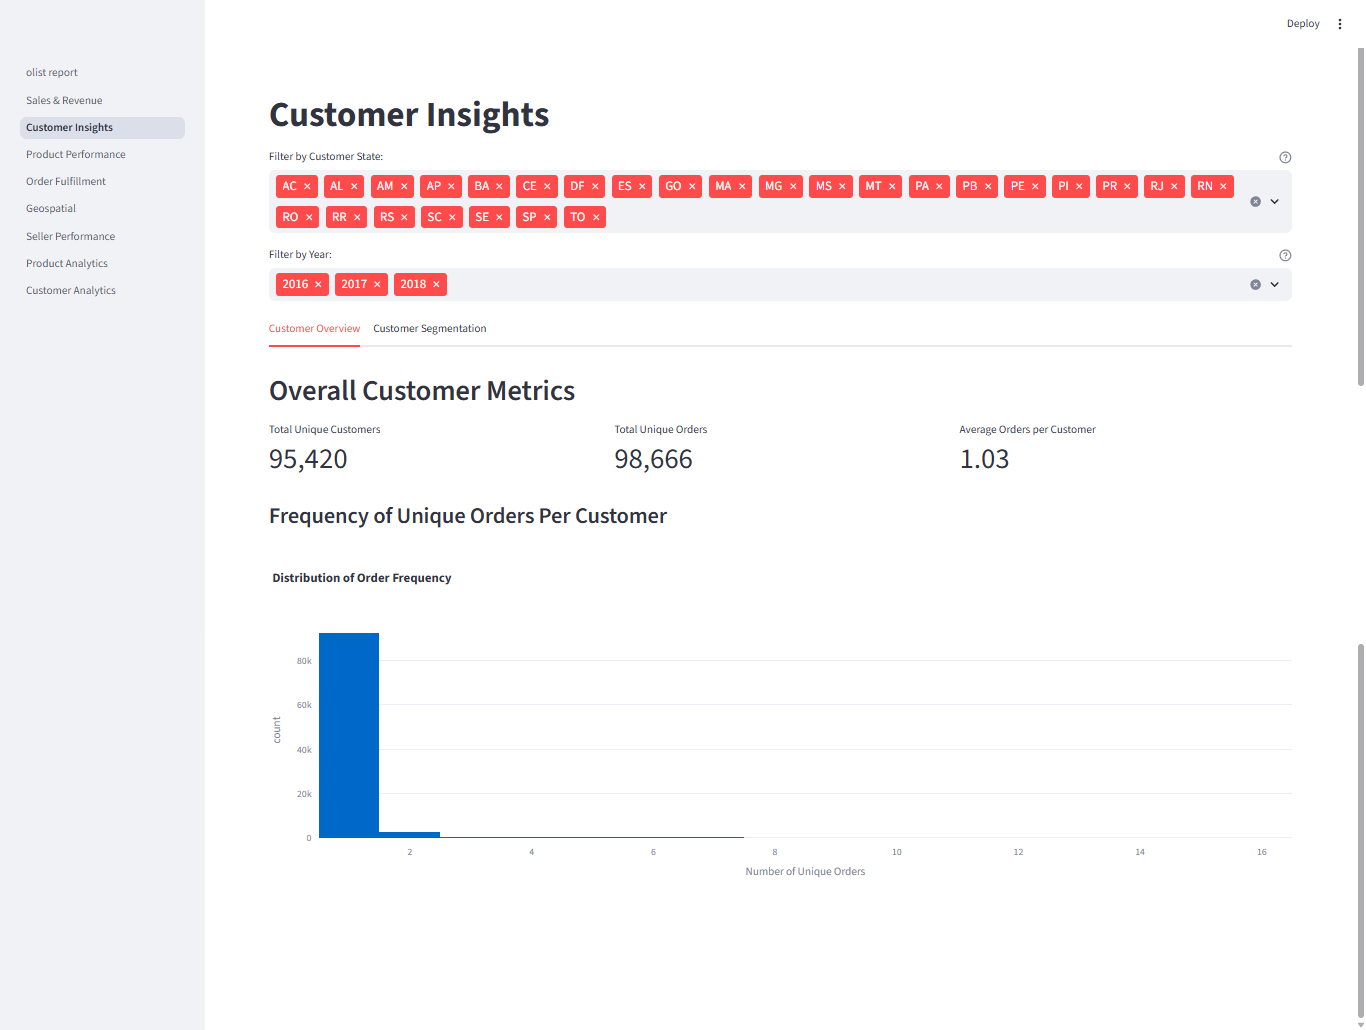 Deploy
olist report
Sales & Revenue
Customer Insights
Product Performance
Order Fulfillment
Geospatial
Seller Performance
Product Analytics
Customer Analytics
Customer Insights
Filter by Customer State:
AC × AL × AM × AP × BA × CE × DF × ES × GO × MA × MG × MS × MT × PA × PB × PE × PI × PR × RJ × RN ×
RO × RR × RS × SC × SE × SP × TO ×
Filter by Year:
2016 × 2017 × 2018 ×
Customer Overview Customer Segmentation
Overall Customer Metrics
Total Unique Customers Total Unique Orders Average Orders per Customer
95,420 98,666 1.03
Frequency of Unique Orders Per Customer
Distribution of Order Frequency
80k
60k
40k
20k
0
count
2 4 6 8 10 12 14 16
Number of Unique Orders